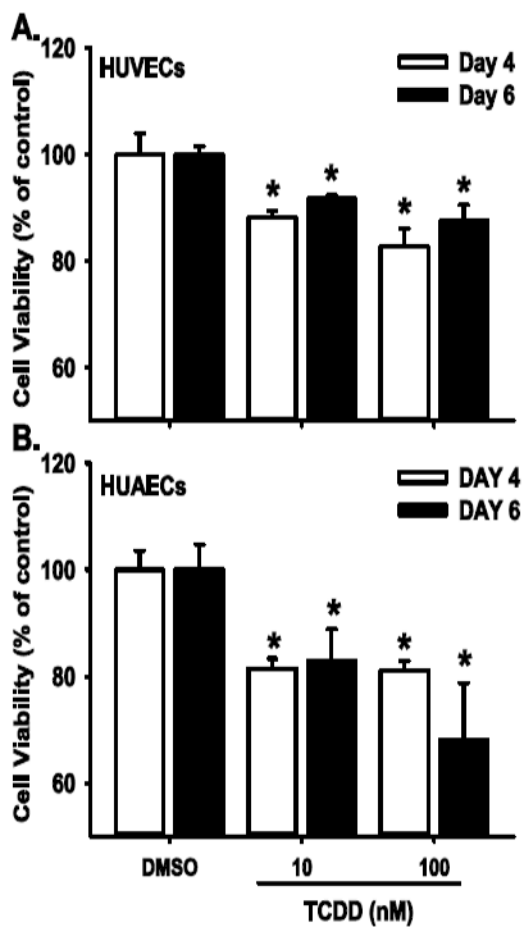 A.
120
HUVECs
Day 4
Day 6
100
80
60
* * * *
Cell Viability (% of control)
B.
120
HUAECs
DAY 4
DAY 6
100
80
60
* * * *
Cell Viability (% of control)
DMSO 10 100
TCDD (nM)